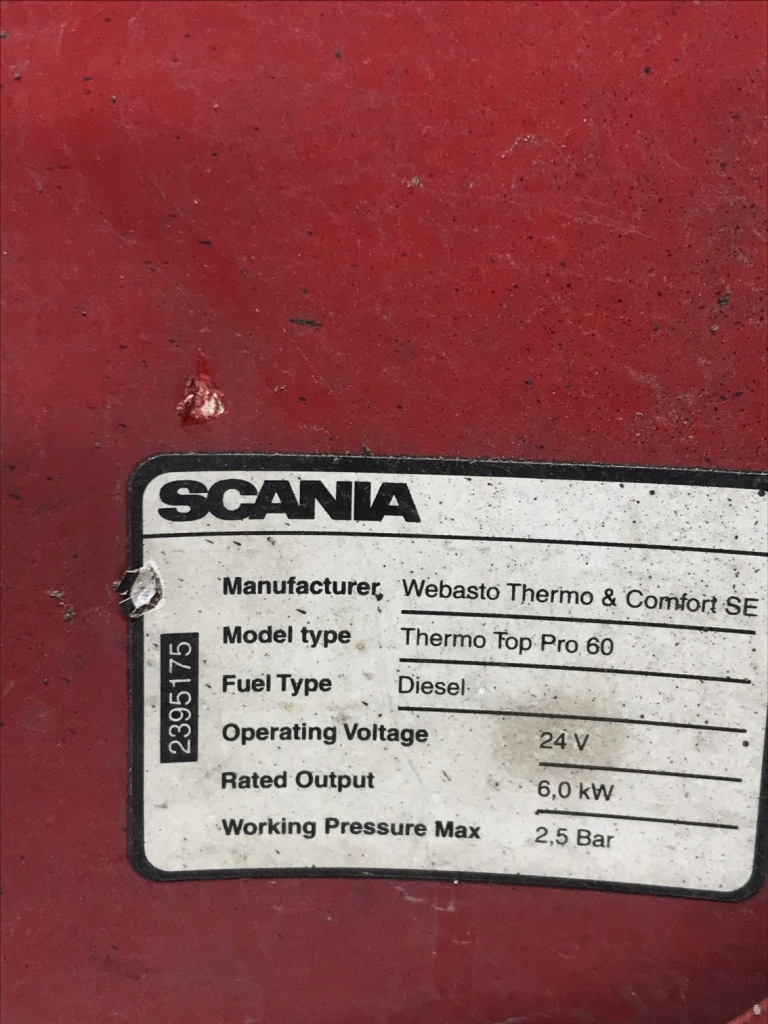 SCANIA
Manufacturer Webasto Thermo & Comfort SE
Model type Thermo Top Pro 60
Fuel Type Diesel
Operating Voltage 24 V
Rated Output 6,0 kW
Working Pressure Max 2,5 Bar
2395175